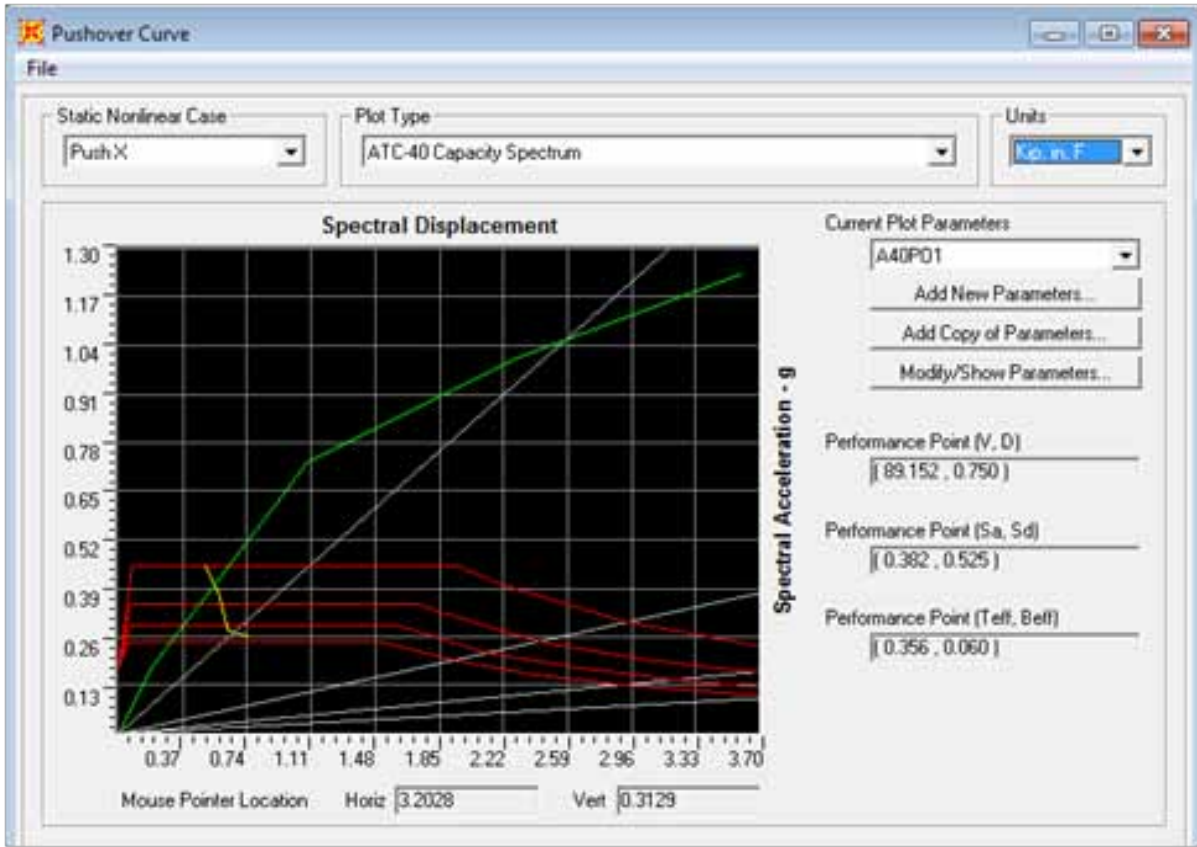 Pushover Curve
File
Static Nonlinear Case
Plot Type
Units
Push X
ATC-40 Capacity Spectrum
Kip, in, F
Spectral Displacement
Current Plot Parameters
A40PO1
Add New Parameters...
Add Copy of Parameters...
Modify/Show Parameters...
1.30
1.17
1.04
0.91
0.78
0.65
0.52
0.39
0.26
0.13
Spectral Acceleration - g
Performance Point (V, D)
( 89.152 , 0.750 )
Performance Point (Sa, Sd)
( 0.382 , 0.525 )
Performance Point (Teff, Beff)
( 0.356 , 0.060 )
0.37 0.74 1.11 1.48 1.85 2.22 2.59 2.96 3.33 3.70
Mouse Pointer Location Horiz 3.2028 Vert 0.3129